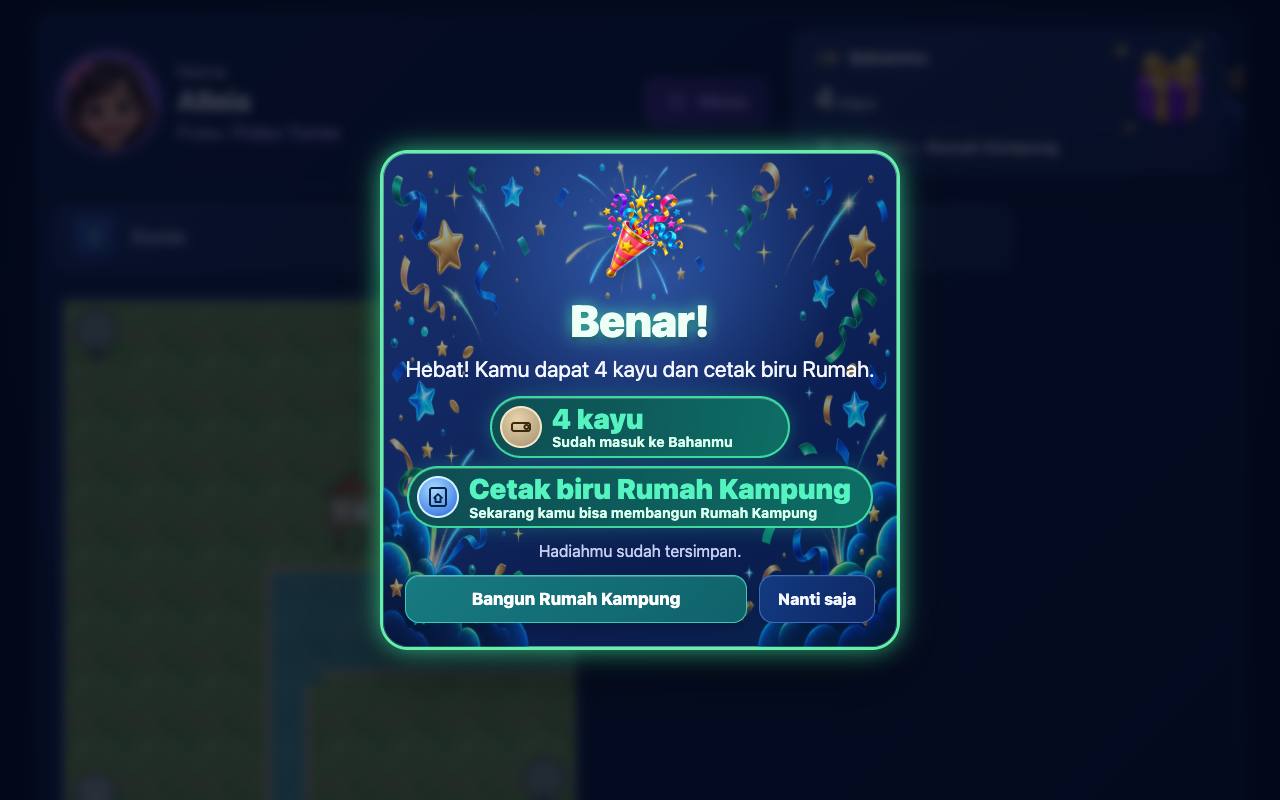 Benar!
Hebat! Kamu dapat 4 kayu dan cetak biru Rumah.
4 kayu
Sudah masuk ke Bahanmu
Cetak biru Rumah Kampung
Sekarang kamu bisa membangun Rumah Kampung
Hadiahmu sudah tersimpan.
Bangun Rumah Kampung
Nanti saja